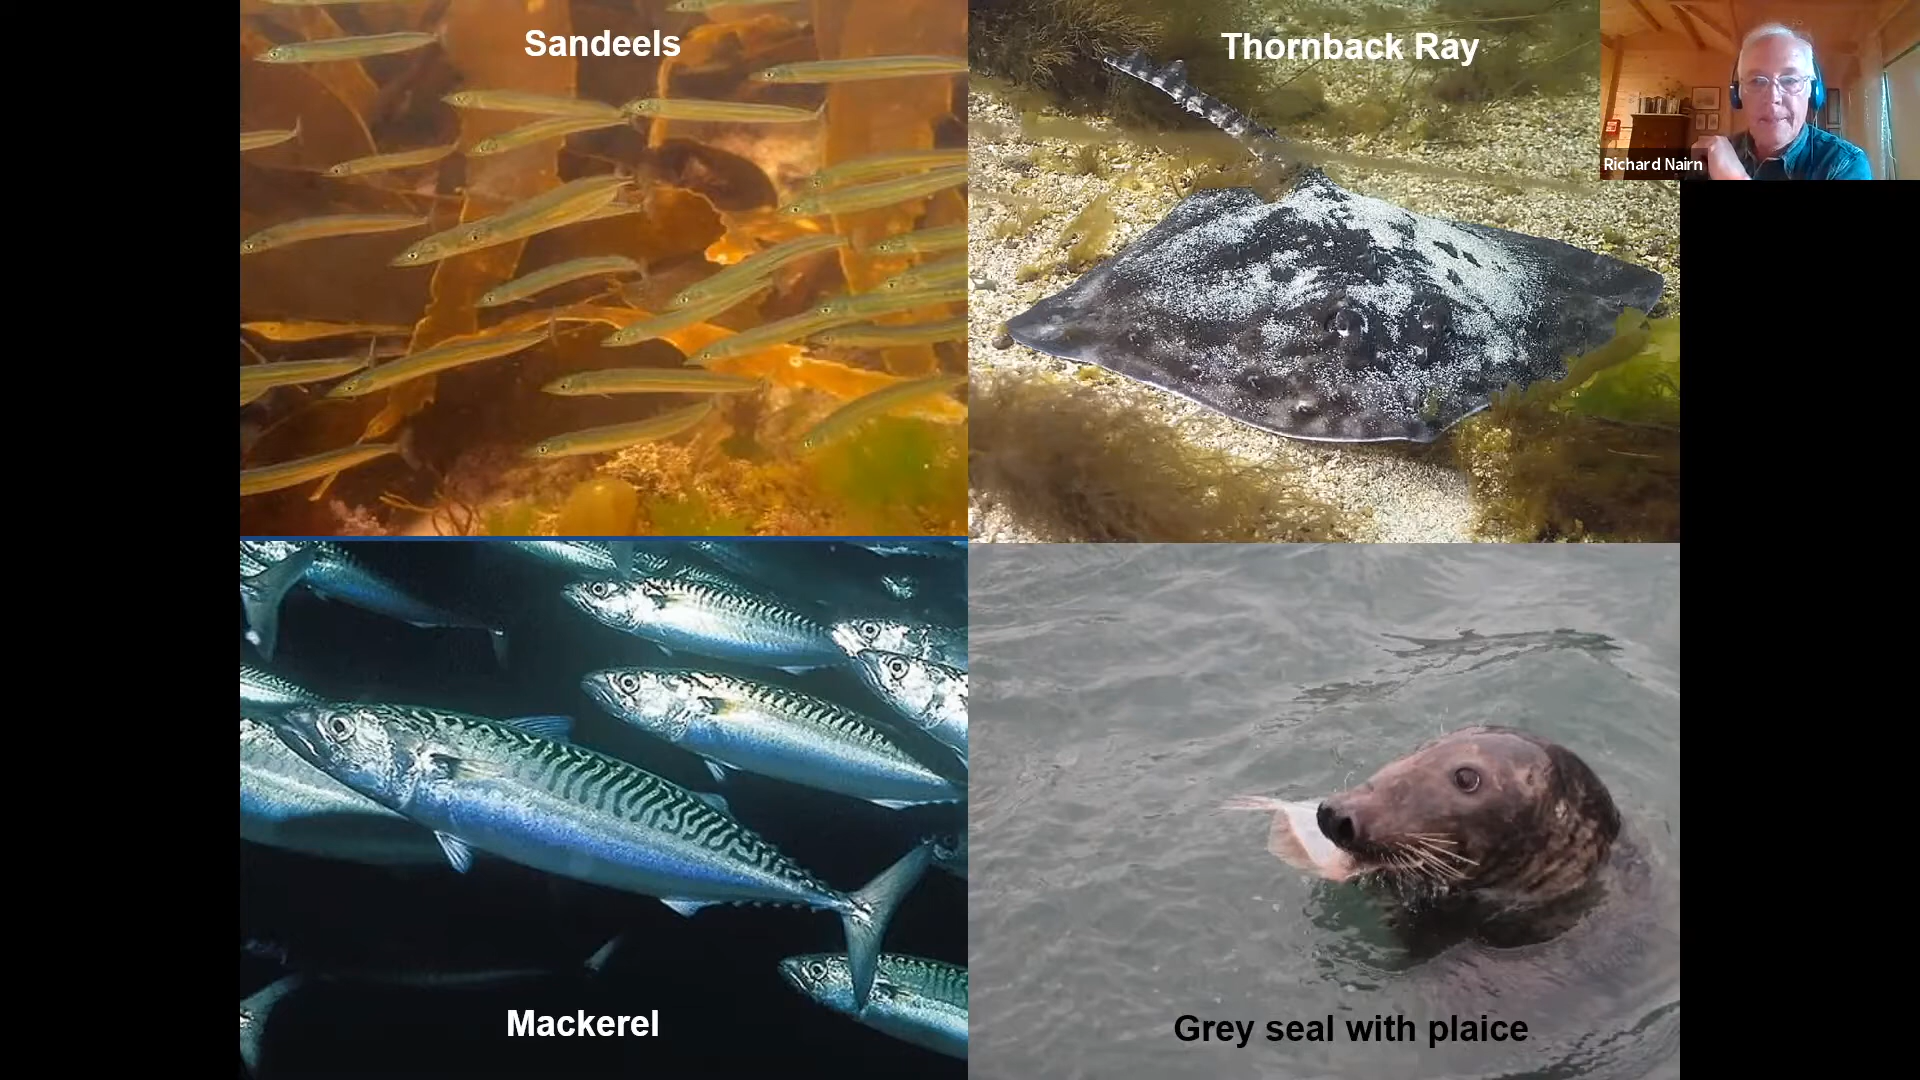 Sandeels
Thornback Ray
Richard Nairn
Mackerel
Grey seal with plaice